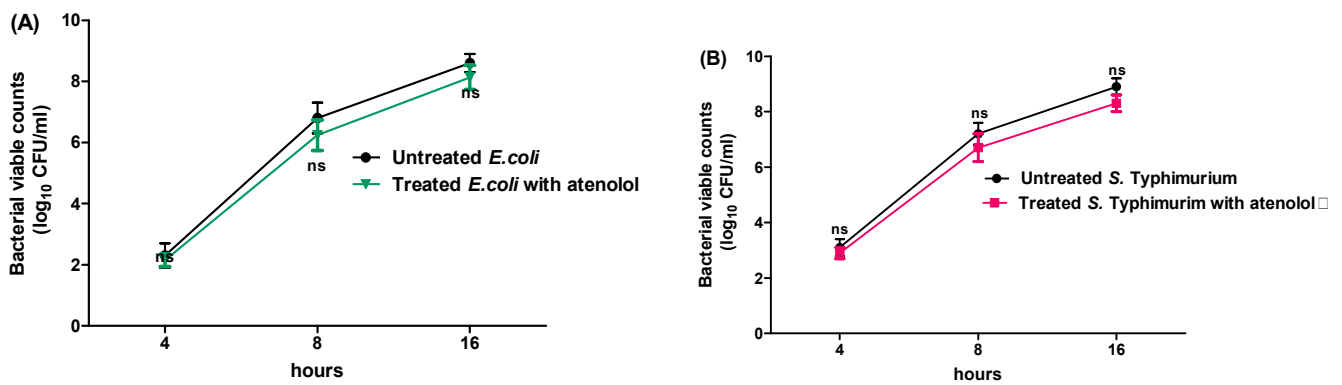 (A)
Bacterial viable counts
(log10 CFU/ml)
10
8
6
4
2
0
ns
ns
ns
Untreated E.coli
Treated E.coli with atenolol
4 8 16
hours
(B)
Bacterial viable counts
(log10 CFU/ml)
10
8
6
4
2
0
ns
ns
ns
Untreated S. Typhimurium
Treated S. Typhimurim with atenolol □
4 8 16
hours